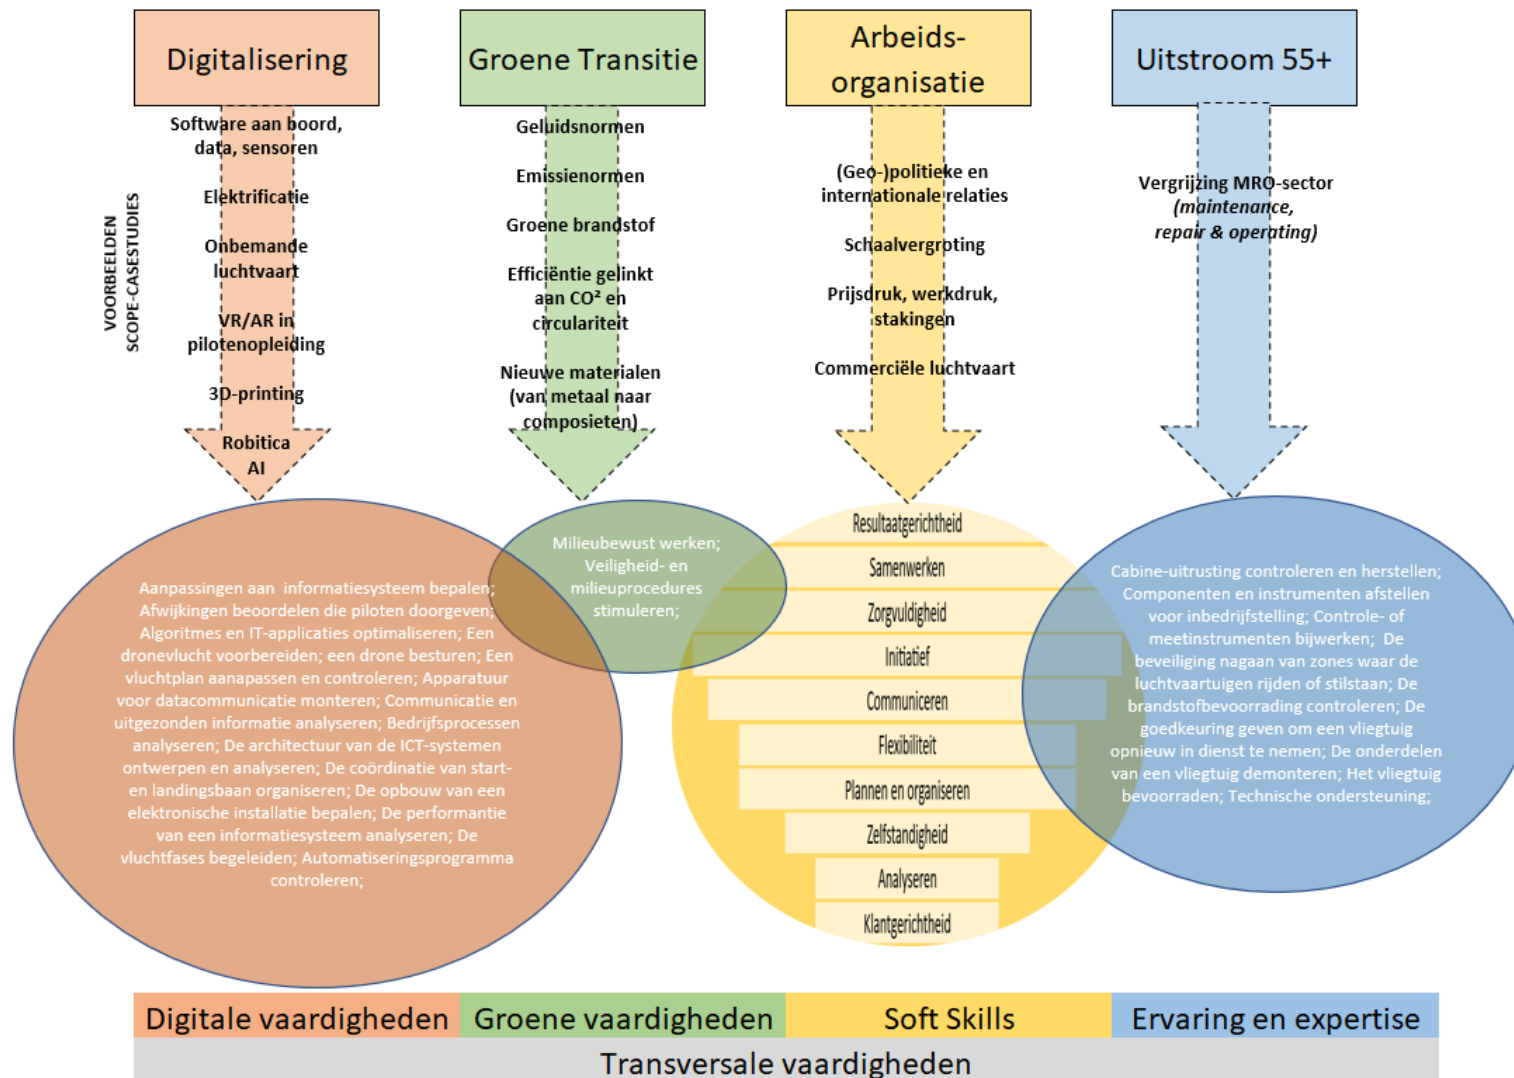 Digitalisering
Software aan boord,
data, sensoren
Elektrificatie
Onbemande
luchtvaart
VR/AR in
pilotenopleiding
3D-printing
Robitica
AI
Groene Transitie
Geluidsnormen
Emissienormen
Groene brandstof
Efficiëntie gelinkt
aan CO² en
circulariteit
Nieuwe materialen
(van metaal naar
composieten)
Arbeids-
organisatie
(Geo-)politieke en
internationale relaties
Schaalvergroting
Prijsdruk, werkdruk,
stakingen
Commerciële luchtvaart
Uitstroom 55+
Vergrijzing MRO-sector
(maintenance,
repair & operating)
VOORBEELDEN
SCOPE-CASESTUDIES
Aanpassingen aan  informatiesysteem bepalen;
Afwijkingen beoordelen die piloten doorgeven;
Algoritmes en IT-applicaties optimaliseren; Een
dronevlucht voorbereiden; een drone besturen; Een
vluchtplan aanapassen en controleren; Apparatuur
voor datacommunicatie monteren; Communicatie en
uitgezonden informatie analyseren; Bedrijfsprocessen
analyseren; De architectuur van de ICT-systemen
ontwerpen en analyseren; De coördinatie van start-
en landingsbaan organiseren; De opbouw van een
elektronische installatie bepalen; De performantie
van een informatiesysteem analyseren; De
vluchtfases begeleiden; Automatiseringsprogramma
controleren;
Milieubewust werken;
Veiligheid- en
milieuprocedures
stimuleren;
Resultaatgerichtheid
Samenwerken
Zorgvuldigheid
Initiatief
Communiceren
Flexibiliteit
Plannen en organiseren
Zelfstandigheid
Analyseren
Klantgerichtheid
Cabine-uitrusting controleren en herstellen;
Componenten en instrumenten afstellen
voor inbedrijfstelling; Controle- of
meetinstrumenten bijwerken;  De
beveiliging nagaan van zones waar de
luchtvaartuigen rijden of stilstaan; De
brandstofbevoorrading controleren; De
goedkeuring geven om een vliegtuig
opnieuw in dienst te nemen; De onderdelen
van een vliegtuig demonteren; Het vliegtuig
bevoorraden; Technische ondersteuning;
Digitale vaardigheden
Groene vaardigheden
Soft Skills
Ervaring en expertise
Transversale vaardigheden